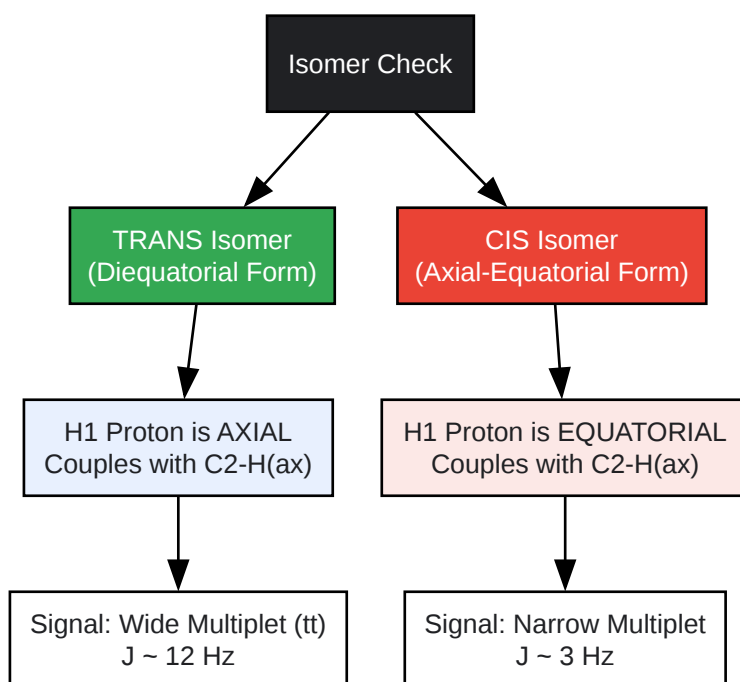 Isomer Check
TRANS Isomer
(Diequatorial Form)
CIS Isomer
(Axial-Equatorial Form)
H1 Proton is AXIAL
Couples with C2-H(ax)
H1 Proton is EQUATORIAL
Couples with C2-H(ax)
Signal: Wide Multiplet (tt)
J ~ 12 Hz
Signal: Narrow Multiplet
J ~ 3 Hz